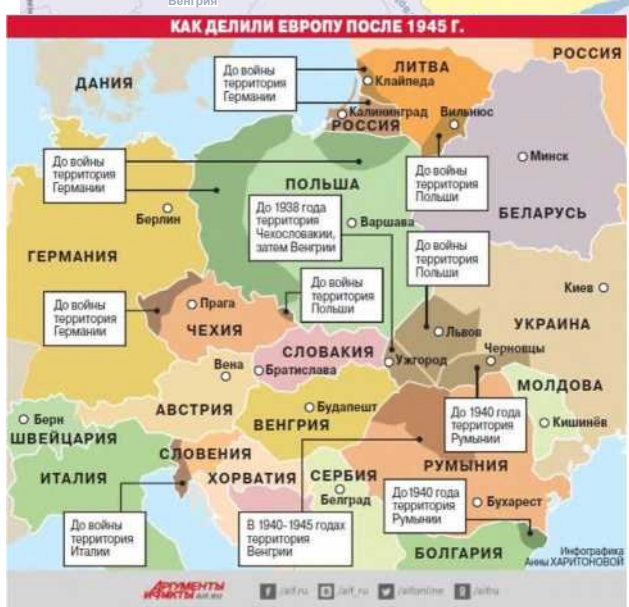 Венгрия
КАК ДЕЛИЛИ ЕВРОПУ ПОСЛЕ 1945 Г.
РОССИЯ
ЛИТВА
ДАНИЯ
До войны
территория
Германии
Клайпеда
Калининград
РОССИЯ
Вильнюс
Минск
До войны
территория
Германии
ПОЛЬША
До войны
территория
Польши
БЕЛАРУСЬ
Берлин
До 1938 года
территория
Чехословакии,
затем Венгрии
Варшава
До войны
территория
Польши
ГЕРМАНИЯ
Киев
До войны
территория
Германии
Прага
ЧЕХИЯ
До войны
территория
Польши
Львов
УКРАИНА
СЛОВАКИЯ
Ужгород
Черновцы
Вена
Братислава
МОЛДОВА
АВСТРИЯ
Будапешт
ВЕНГРИЯ
До 1940 года
территория
Румынии
Кишинёв
Берн
ШВЕЙЦАРИЯ
СЛОВЕНИЯ
ИТАЛИЯ
ХОРВАТИЯ
СЕРБИЯ
Белград
РУМЫНИЯ
До 1940 года
территория
Румынии
Бухарест
До войны
территория
Италии
В 1940-1945 годах
территория
Венгрии
БОЛГАРИЯ
Инфографика
Анны ХАРИТОНОВОЙ
АРГУМЕНТЫ
И ФАКТЫ AIF.RU
/aif.ru
/aif_ru
/aifonline
/aifru